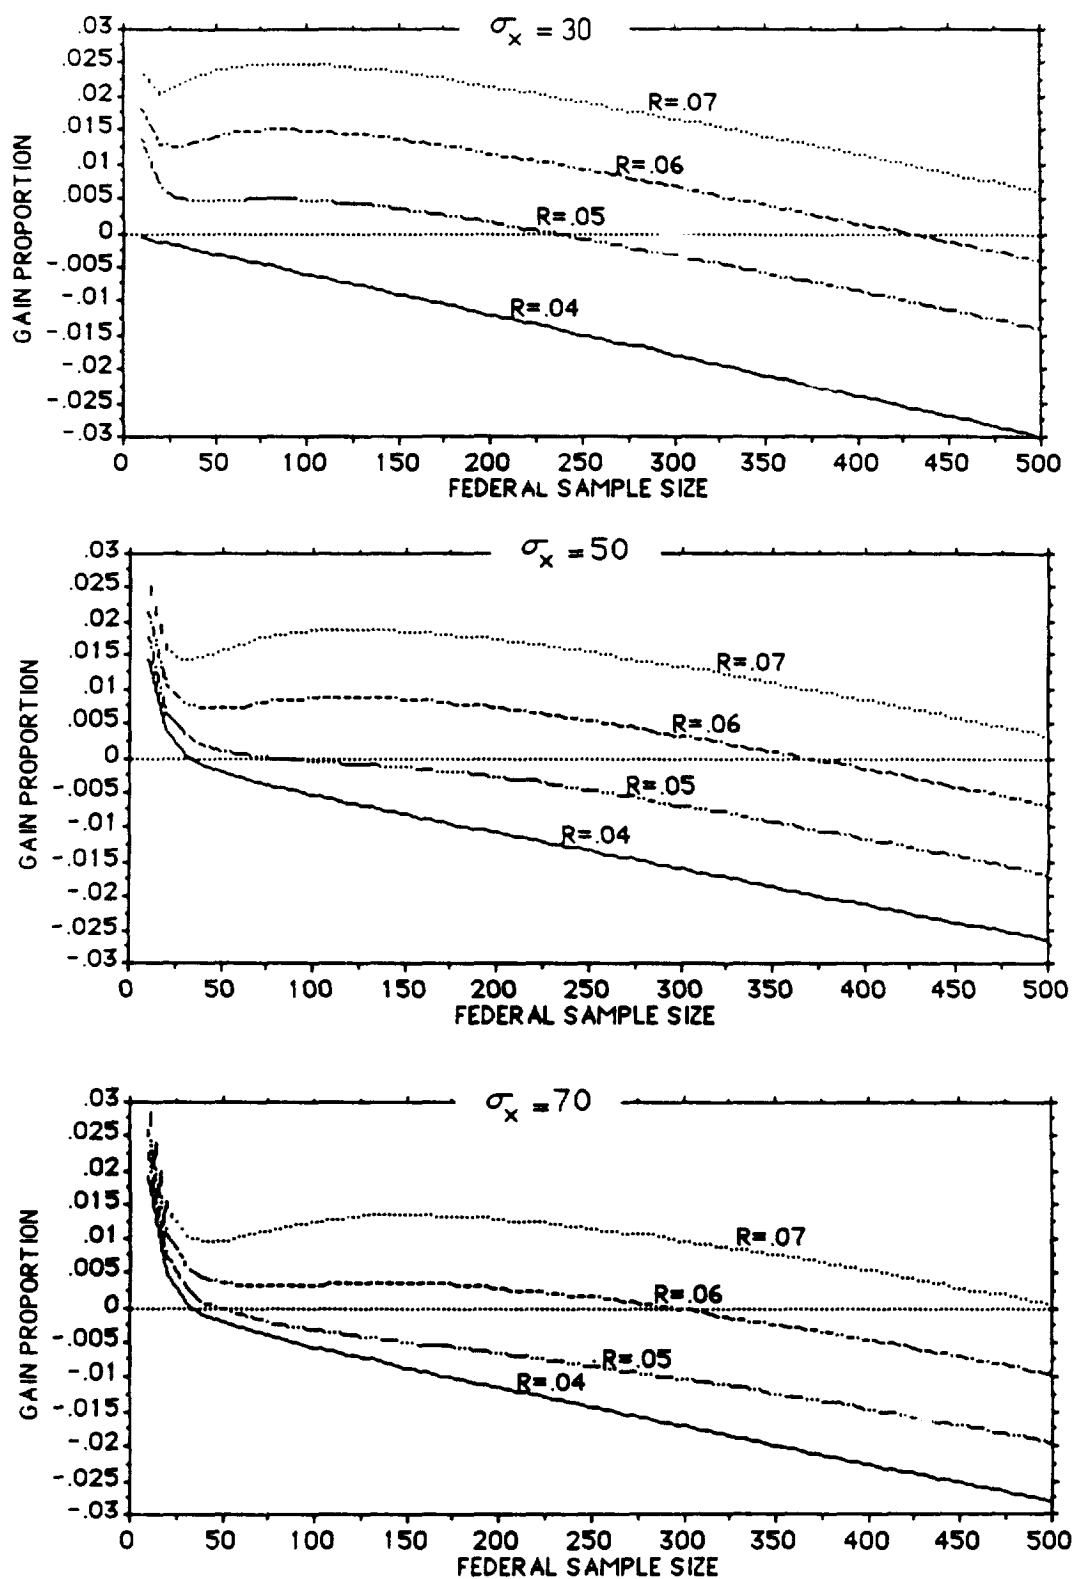 σx = 30
.03
.025
.02
.015
.01
.005
0
-.005
-.01
-.015
-.02
-.025
-.03
GAIN PROPORTION
R=.07
R=.06
R=.05
R=.04
0 50 100 150 200 250 300 350 400 450 500
FEDERAL SAMPLE SIZE
σx = 50
.03
.025
.02
.015
.01
.005
0
-.005
-.01
-.015
-.02
-.025
-.03
GAIN PROPORTION
R=.07
R=.06
R=.05
R=.04
0 50 100 150 200 250 300 350 400 450 500
FEDERAL SAMPLE SIZE
σx = 70
.03
.025
.02
.015
.01
.005
0
-.005
-.01
-.015
-.02
-.025
-.03
GAIN PROPORTION
R=.07
R=.06
R=.05
R=.04
0 50 100 150 200 250 300 350 400 450 500
FEDERAL SAMPLE SIZE